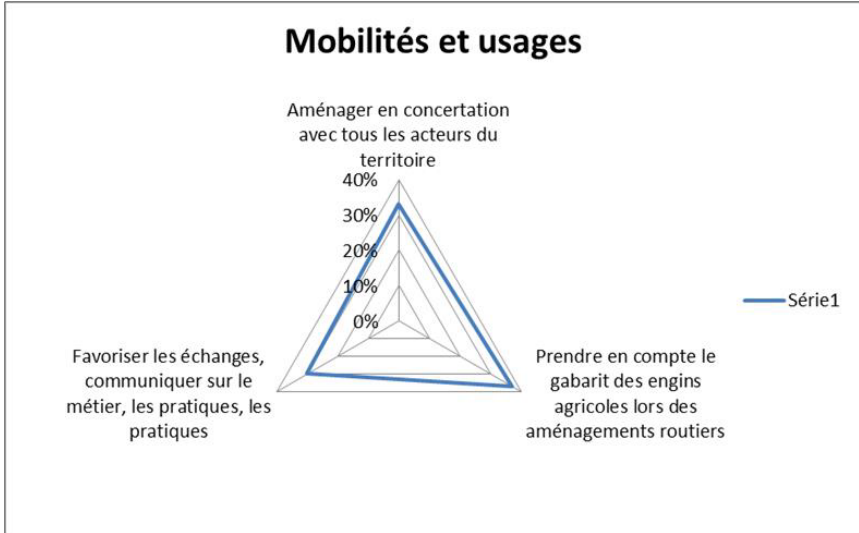 Mobilités et usages
Aménager en concertation
avec tous les acteurs du
territoire
40%
30%
20%
10%
0%
Série1
Favoriser les échanges,
communiquer sur le
métier, les pratiques, les
pratiques
Prendre en compte le
gabarit des engins
agricoles lors des
aménagements routiers